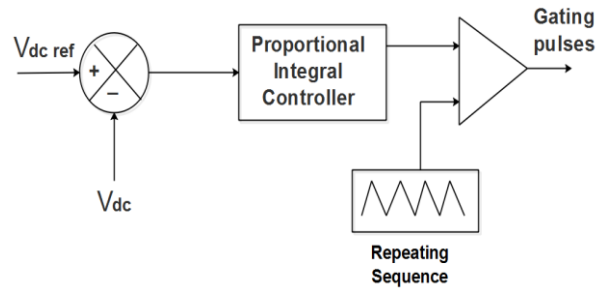 Gating
pulses
Vdc ref
+
–
Proportional
Integral
Controller
Vdc
Repeating
Sequence